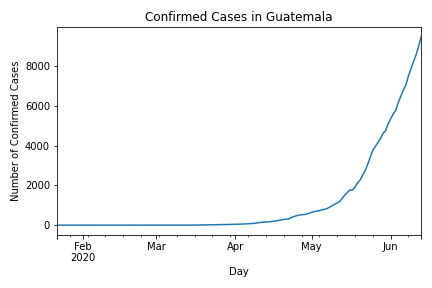 Confirmed Cases in Guatemala
Number of Confirmed Cases
8000
6000
4000
2000
0
Feb
2020
Mar
Apr
May
Jun
Day